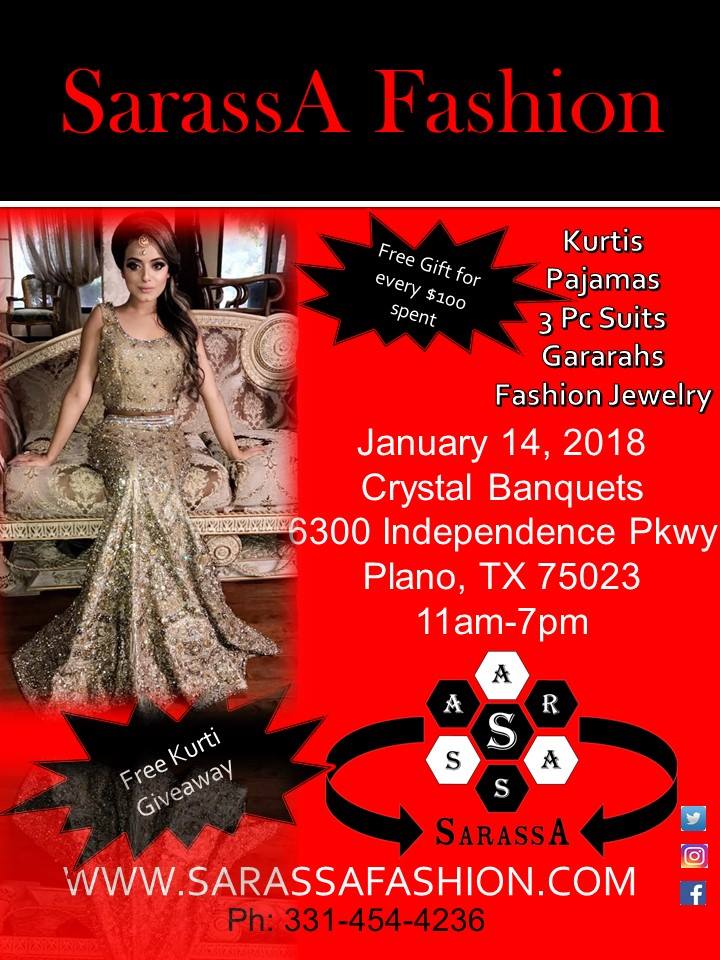 SarassA Fashion
Free Gift for
every $100
spent
Kurtis
Pajamas
3 Pc Suits
Gararahs
Fashion Jewelry
January 14, 2018
Crystal Banquets
6300 Independence Pkwy
Plano, TX 75023
11am-7pm
Free Kurti
Giveaway
A
A R
S
S A
S
SARASSA
WWW.SARASSAFASHION.COM
Ph: 331-454-4236